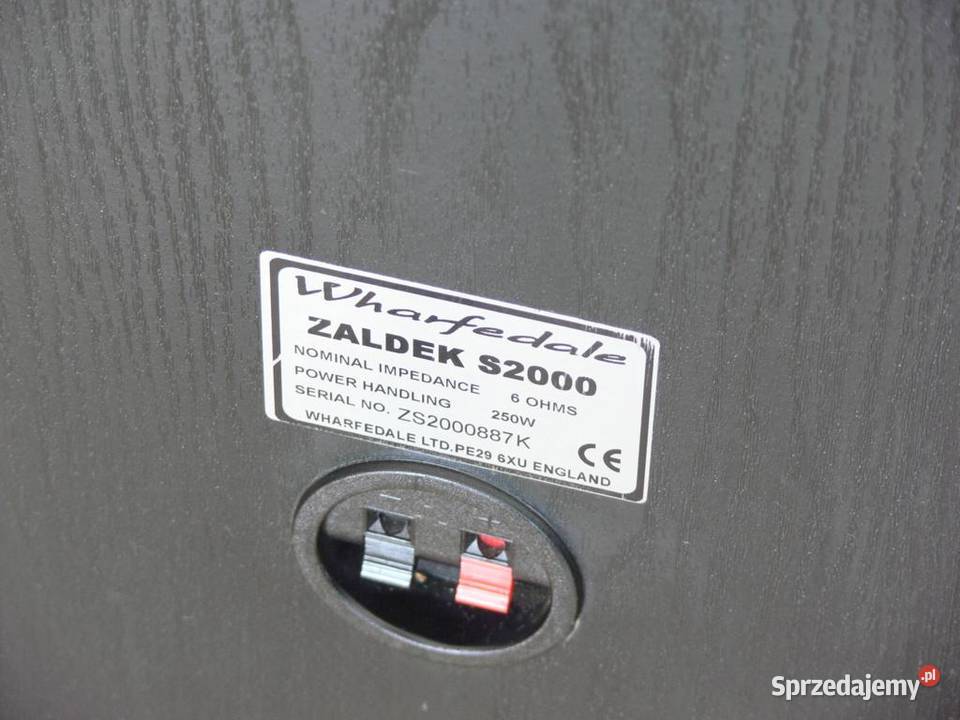 Wharfedale
ZALDEK S2000
NOMINAL IMPEDANCE 6 OHMS
POWER HANDLING 250W
SERIAL NO. ZS2000887K
WHARFEDALE LTD.PE29 6XU ENGLAND
CE
- +
Sprzedajemy.pl